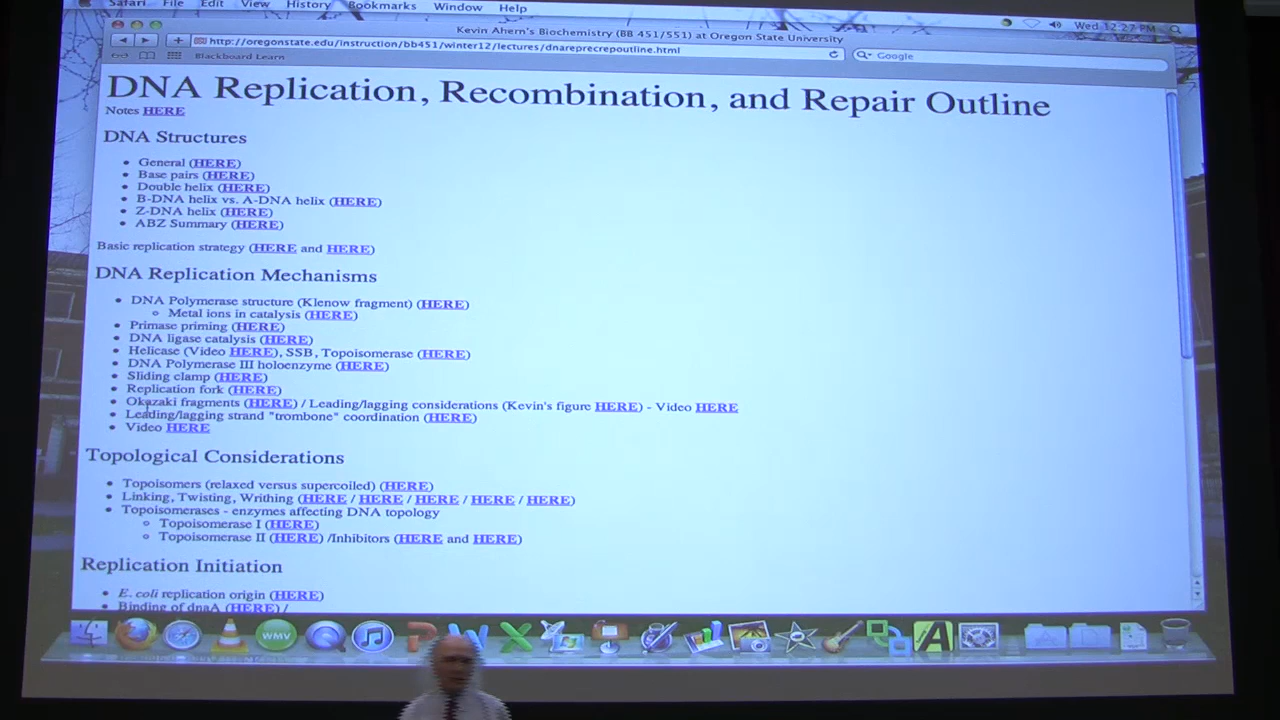 Safari File Edit View History Bookmarks Window Help
Wed 12:27 PM
Kevin Ahern's Biochemistry (BB 451/551) at Oregon State University
http://oregonstate.edu/instruction/bb451/winter12/lectures/dnareprecrepoutline.html
Google
Blackboard Learn
DNA Replication, Recombination, and Repair Outline
Notes HERE
DNA Structures
• General (HERE)
• Base pairs (HERE)
• Double helix (HERE)
• B-DNA helix vs. A-DNA helix (HERE)
• Z-DNA helix (HERE)
• ABZ Summary (HERE)
Basic replication strategy (HERE and HERE)
DNA Replication Mechanisms
• DNA Polymerase structure (Klenow fragment) (HERE)
◦ Metal ions in catalysis (HERE)
• Primase priming (HERE)
• DNA ligase catalysis (HERE)
• Helicase (Video HERE), SSB, Topoisomerase (HERE)
• DNA Polymerase III holoenzyme (HERE)
• Sliding clamp (HERE)
• Replication fork (HERE)
• Okazaki fragments (HERE) / Leading/lagging considerations (Kevin's figure HERE) - Video HERE
• Leading/lagging strand "trombone" coordination (HERE)
• Video HERE
Topological Considerations
• Topoisomers (relaxed versus supercoiled) (HERE)
• Linking, Twisting, Writhing (HERE / HERE / HERE / HERE / HERE)
• Topoisomerases - enzymes affecting DNA topology
◦ Topoisomerase I (HERE)
◦ Topoisomerase II (HERE) /Inhibitors (HERE and HERE)
Replication Initiation
• E. coli replication origin (HERE)
• Binding of dnaA (HERE) /
WMV